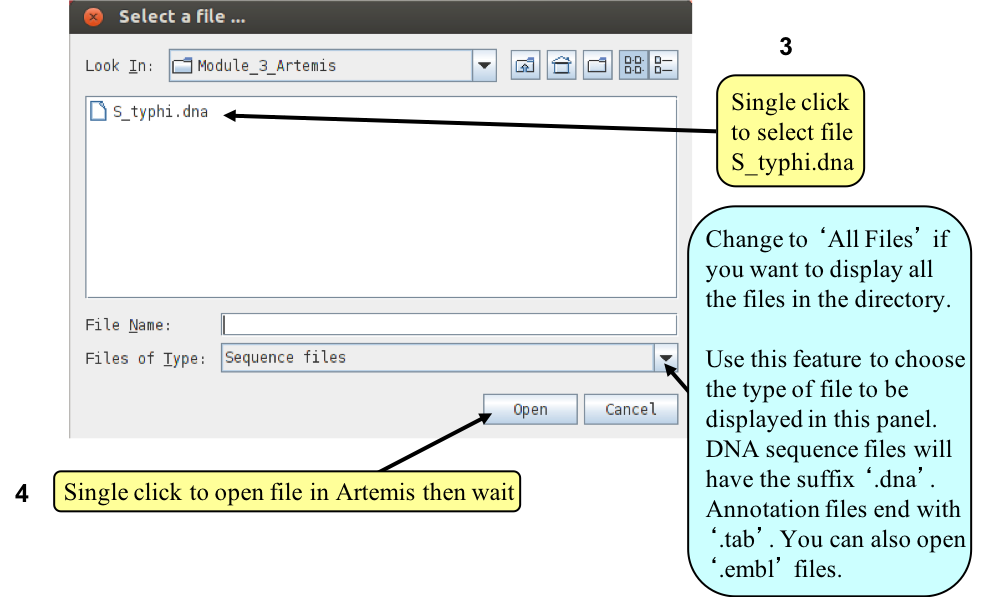 Select a file ...
3
Look In: Module_3_Artemis
S_typhi.dna
Single click
to select file
S_typhi.dna
Change to ‘All Files’ if
you want to display all
the files in the directory.
Use this feature to choose
the type of file to be
displayed in this panel.
DNA sequence files will
have the suffix ‘.dna’.
Annotation files end with
‘.tab’. You can also open
‘.embl’ files.
File Name:
Files of Type: Sequence files
Open Cancel
4 Single click to open file in Artemis then wait